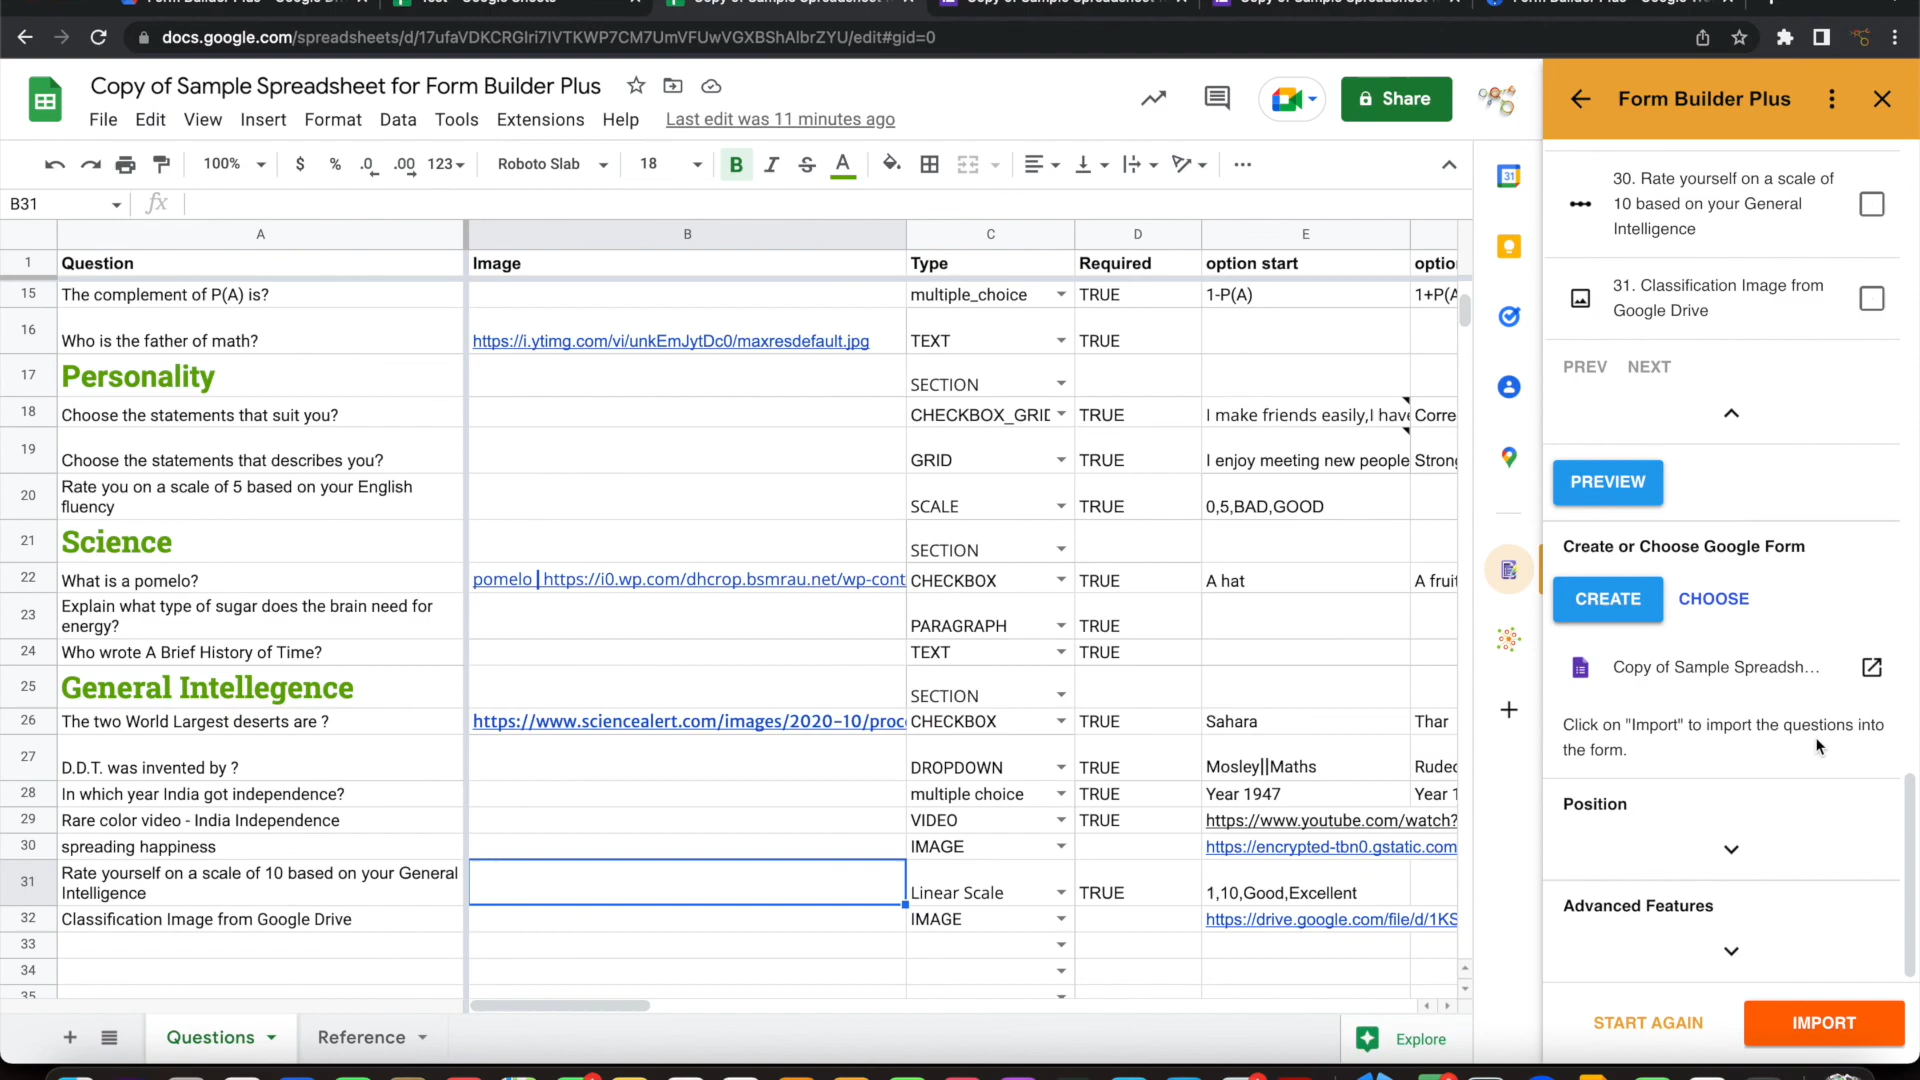 docs.google.com/spreadsheets/d/17ufaVDKCRGIri7IVTKWP7CM7UmVFUwVGXBShAlbrZYU/edit#gid=0
Copy of Sample Spreadsheet for Form Builder Plus
File Edit View Insert Format Data Tools Extensions Help Last edit was 11 minutes ago
Share
100% $ % .0 .00 123 Roboto Slab 18 B I S A
B31 fx
A B C D E
1 Question Image Type Required option start optio
15 The complement of P(A) is? multiple_choice TRUE 1-P(A) 1+P(A
16 Who is the father of math? https://i.ytimg.com/vi/unkEmJytDc0/maxresdefault.jpg TEXT TRUE
17 Personality SECTION
18 Choose the statements that suit you? CHECKBOX_GRID TRUE I make friends easily,I have Corre
19 Choose the statements that describes you? GRID TRUE I enjoy meeting new people Strong
20 Rate you on a scale of 5 based on your English
fluency SCALE TRUE 0,5,BAD,GOOD
21 Science SECTION
22 What is a pomelo? pomelo||https://i0.wp.com/dhcrop.bsmrau.net/wp-cont CHECKBOX TRUE A hat A fruit
23 Explain what type of sugar does the brain need for
energy? PARAGRAPH TRUE
24 Who wrote A Brief History of Time? TEXT TRUE
25 General Intellegence SECTION
26 The two World Largest deserts are ? https://www.sciencealert.com/images/2020-10/proc CHECKBOX TRUE Sahara Thar
27 D.D.T. was invented by ? DROPDOWN TRUE Mosley||Maths Rudec
28 In which year India got independence? multiple choice TRUE Year 1947 Year 1
29 Rare color video - India Independence VIDEO TRUE https://www.youtube.com/watch?
30 spreading happiness IMAGE https://encrypted-tbn0.gstatic.com
31 Rate yourself on a scale of 10 based on your General
Intelligence Linear Scale TRUE 1,10,Good,Excellent
32 Classification Image from Google Drive IMAGE https://drive.google.com/file/d/1KS
33
34
35
Questions Reference Explore
31
Form Builder Plus
30. Rate yourself on a scale of
10 based on your General
Intelligence
31. Classification Image from
Google Drive
PREV NEXT
PREVIEW
Create or Choose Google Form
CREATE CHOOSE
Copy of Sample Spreadsh...
Click on "Import" to import the questions into
the form.
Position
Advanced Features
START AGAIN IMPORT